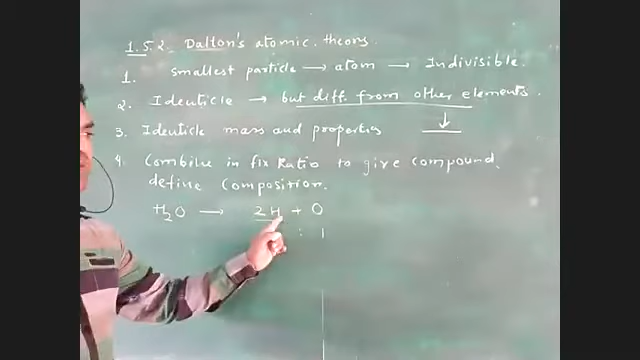 1.5.2. Dalton's atomic theory.
1. Smallest particle → atom → Indivisible.
2. Identicle → but diff. from other elements.
3. Identicle mass and properties ↓
4. Combine in fix Ratio to give compound.
define Composition.
H₂O → 2H + O
: 1